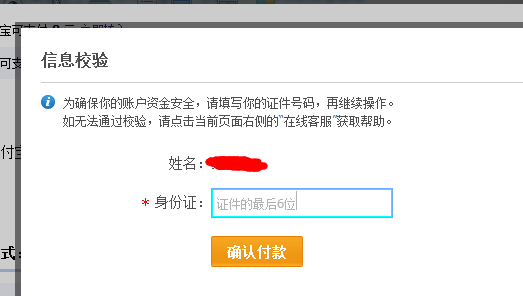 信息校验
为确保你的账户资金安全，请填写你的证件号码，再继续操作。
如无法通过校验，请点击当前页面右侧的"在线客服"获取帮助。
付宝
姓名：
* 身份证： 证件的最后6位
式：
确认付款